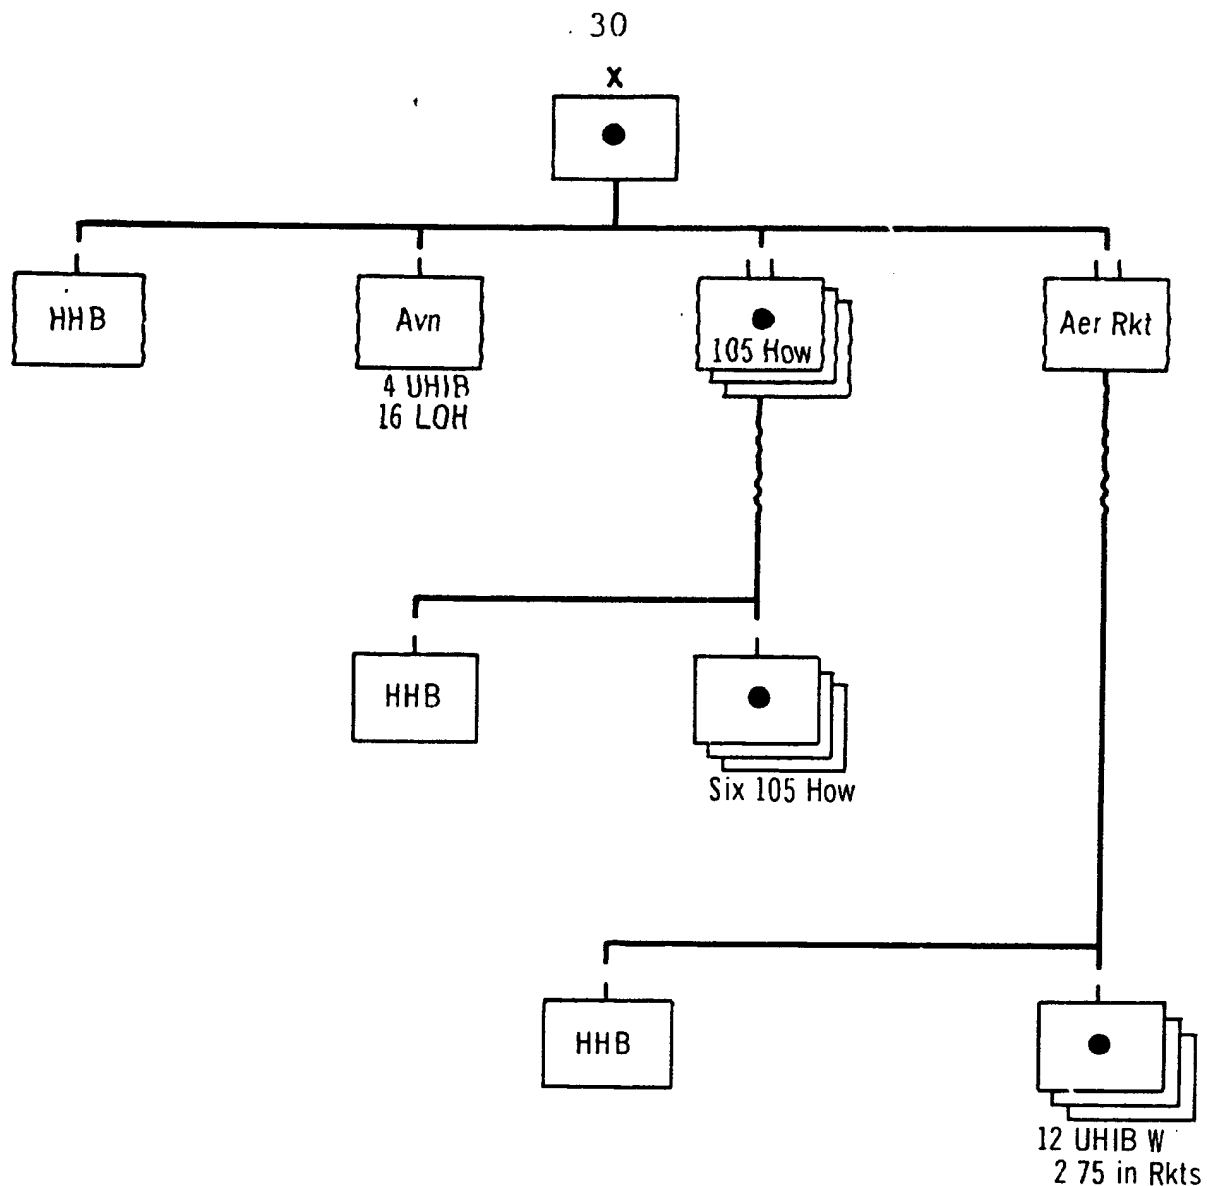 30
X
HHB
Avn
105 How
Aer Rkt
4 UHIB
16 LOH
HHB
Six 105 How
HHB
12 UHIB W
2 75 in Rkts